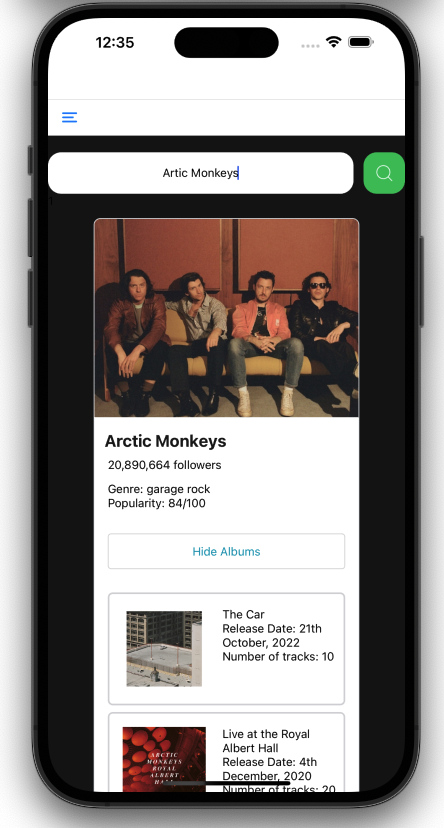 12:35
Artic Monkeys
1
Arctic Monkeys
20,890,664 followers
Genre: garage rock
Popularity: 84/100
Hide Albums
The Car
Release Date: 21th
October, 2022
Number of tracks: 10
ARCTIC
MONKEYS
ROYAL
ALBERT
HALL
Live at the Royal
Albert Hall
Release Date: 4th
December, 2020
Number of tracks: 20